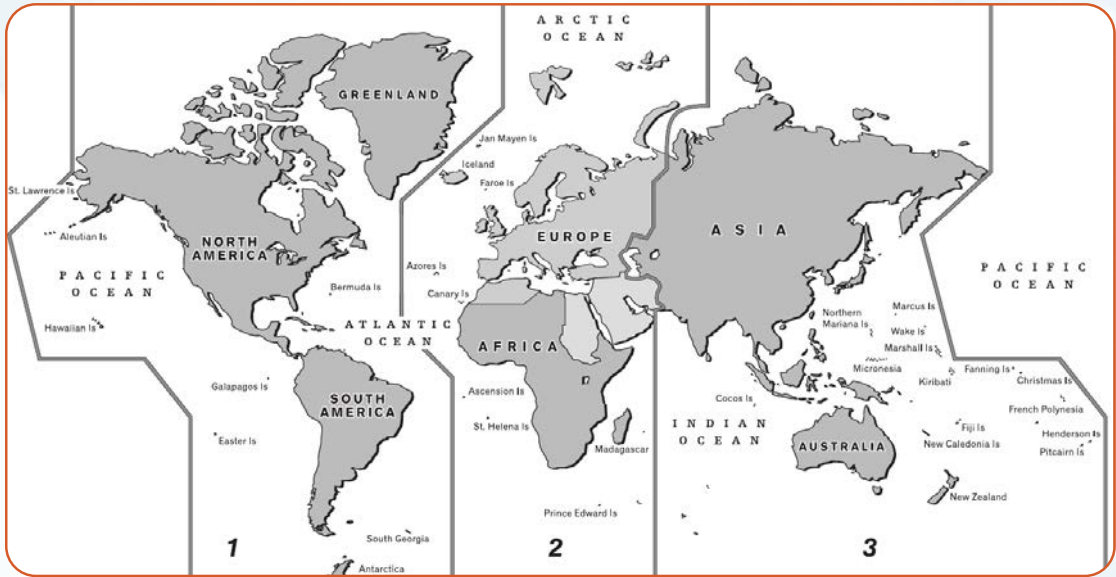 ARCTIC
OCEAN
GREENLAND
Jan Mayen Is
Iceland
Faroe Is
St. Lawrence Is
Aleutian Is
NORTH
AMERICA
EUROPE
ASIA
PACIFIC
OCEAN
Azores Is
Bermuda Is
Canary Is
PACIFIC
OCEAN
Hawaiian Is
ATLANTIC
OCEAN
AFRICA
Northern
Mariana Is
Marcus Is
Wake Is
Marshall Is
Micronesia
Kiribati
Fanning Is
Christmas Is
Galapagos Is
SOUTH
AMERICA
Ascension Is
St. Helena Is
Cocos Is
INDIAN
OCEAN
French Polynesia
Easter Is
Madagascar
AUSTRALIA
Fiji Is
New Caledonia Is
Henderson Is
Pitcairn Is
New Zealand
Prince Edward Is
South Georgia
Antarctica
1
2
3